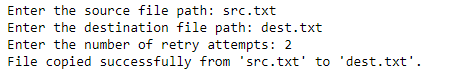 Enter the source file path: src.txt
Enter the destination file path: dest.txt
Enter the number of retry attempts: 2
File copied successfully from 'src.txt' to 'dest.txt'.